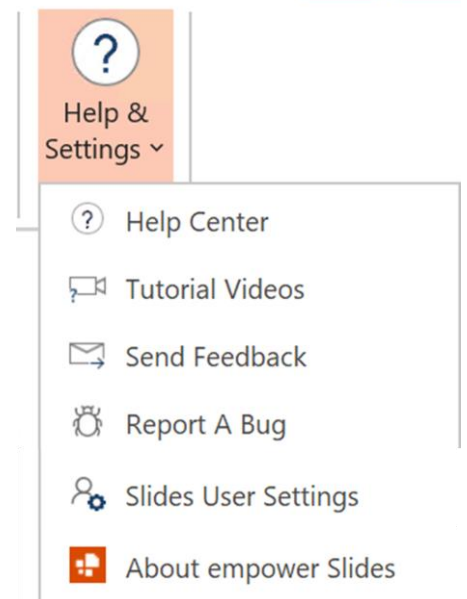 Help &
Settings
Help Center
Tutorial Videos
Send Feedback
Report A Bug
Slides User Settings
About empower Slides